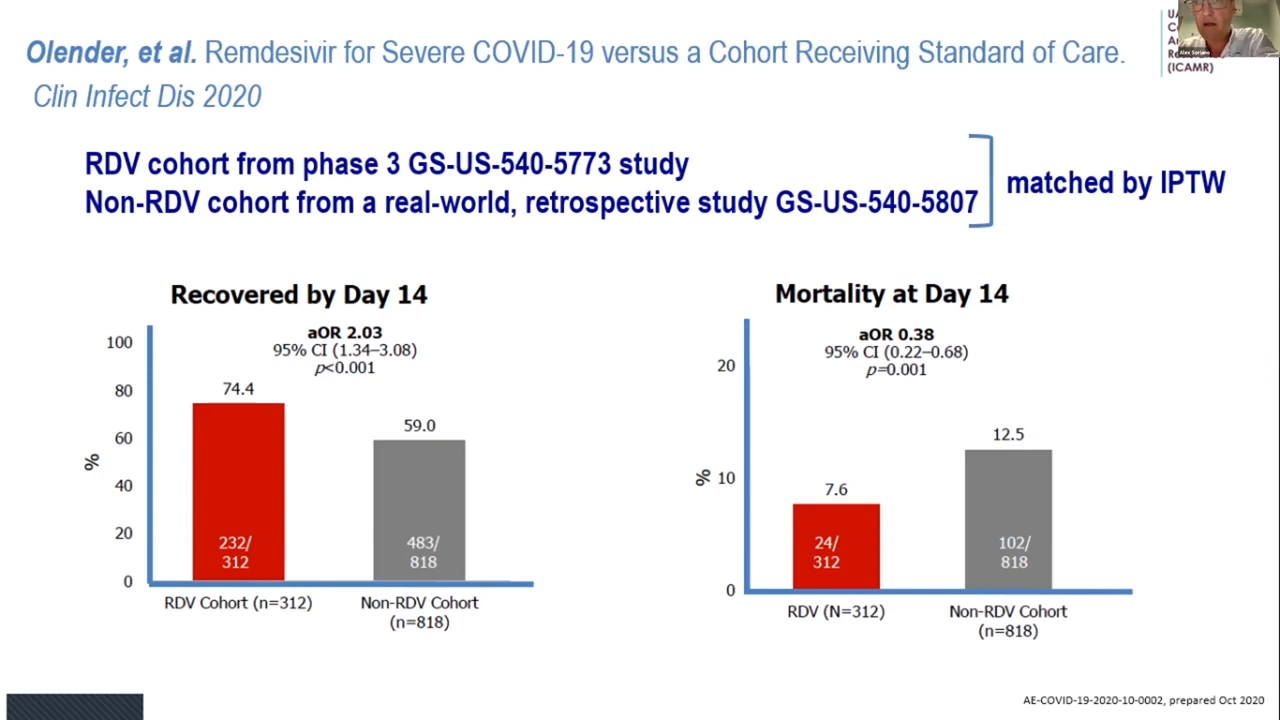 Olender, et al. Remdesivir for Severe COVID-19 versus a Cohort Receiving Standard of Care.
Clin Infect Dis 2020
Alex Soriano
(ICAMR)
RDV cohort from phase 3 GS-US-540-5773 study
Non-RDV cohort from a real-world, retrospective study GS-US-540-5807
matched by IPTW
Recovered by Day 14
aOR 2.03
95% CI (1.34–3.08)
p<0.001
%
100
80
60
40
20
0
74.4
59.0
232/
312
483/
818
RDV Cohort (n=312)
Non-RDV Cohort
(n=818)
Mortality at Day 14
aOR 0.38
95% CI (0.22–0.68)
p=0.001
%
20
10
0
7.6
12.5
24/
312
102/
818
RDV (N=312)
Non-RDV Cohort
(n=818)
AE-COVID-19-2020-10-0002, prepared Oct 2020